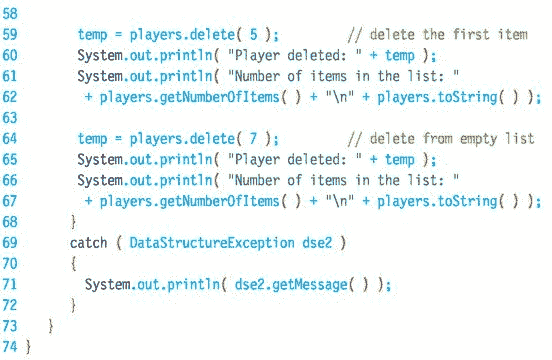 58
59 temp = players.delete( 5 ); // delete the first item
60 System.out.println( "Player deleted: " + temp );
61 System.out.println( "Number of items in the list: "
62 + players.getNumberOfItems( ) + "\n" + players.toString( ) );
63
64 temp = players.delete( 7 ); // delete from empty list
65 System.out.println( "Player deleted: " + temp );
66 System.out.println( "Number of items in the list: "
67 + players.getNumberOfItems( ) + "\n" + players.toString( ) );
68 }
69 catch ( DataStructureException dse2 )
70 {
71 System.out.println( dse2.getMessage( ) );
72 }
73 }
74 }